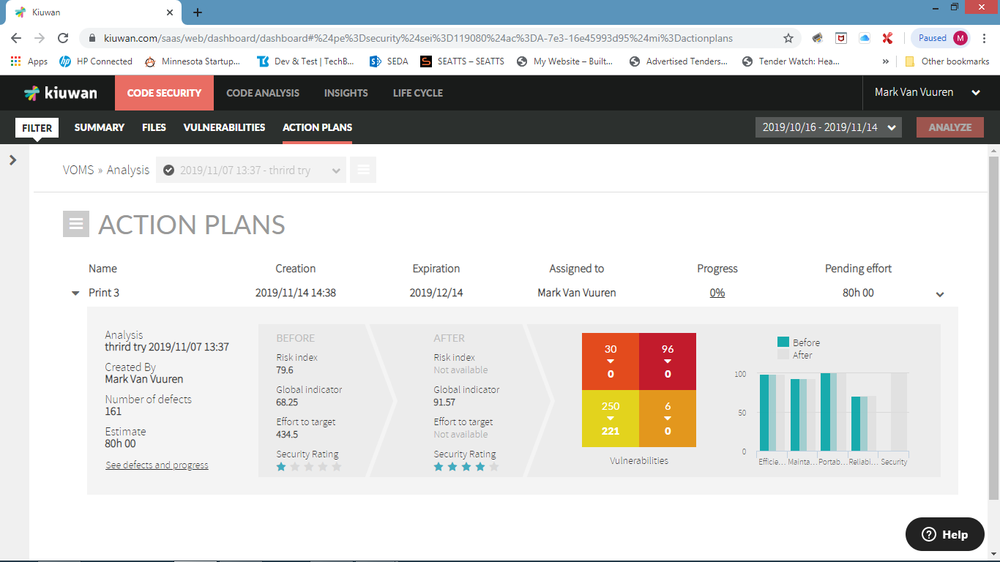 Kiuwan
kiuwan.com/saas/web/dashboard/dashboard#%24pe%3Dsecurity%24sei%3D119080%24ac%3DA-7e3-16e45993d95%24mi%3Dactionplans
Paused M
Apps HP Connected Minnesota Startup... Dev & Test | TechB... SEDA SEATTS – SEATTS My Website – Built... Advertised Tenders... Tender Watch: Hea... » Other bookmarks
kiuwan CODE SECURITY CODE ANALYSIS INSIGHTS LIFE CYCLE Mark Van Vuuren
FILTER SUMMARY FILES VULNERABILITIES ACTION PLANS 2019/10/16 - 2019/11/14 ANALYZE
VOMS » Analysis 2019/11/07 13:37 - thrird try
ACTION PLANS
Name Creation Expiration Assigned to Progress Pending effort
Print 3 2019/11/14 14:38 2019/12/14 Mark Van Vuuren 0% 80h 00
Analysis
thrird try 2019/11/07 13:37
Created By
Mark Van Vuuren
Number of defects
161
Estimate
80h 00
See defects and progress
BEFORE
Risk index
79.6
Global indicator
68.25
Effort to target
434.5
Security Rating
AFTER
Risk index
Not available
Global indicator
91.57
Effort to target
Not available
Security Rating
30 96
0 0
250 6
221 0
Vulnerabilities
Before
After
100
50
0
Efficie... Mainta... Portab... Reliabi... Security
Help